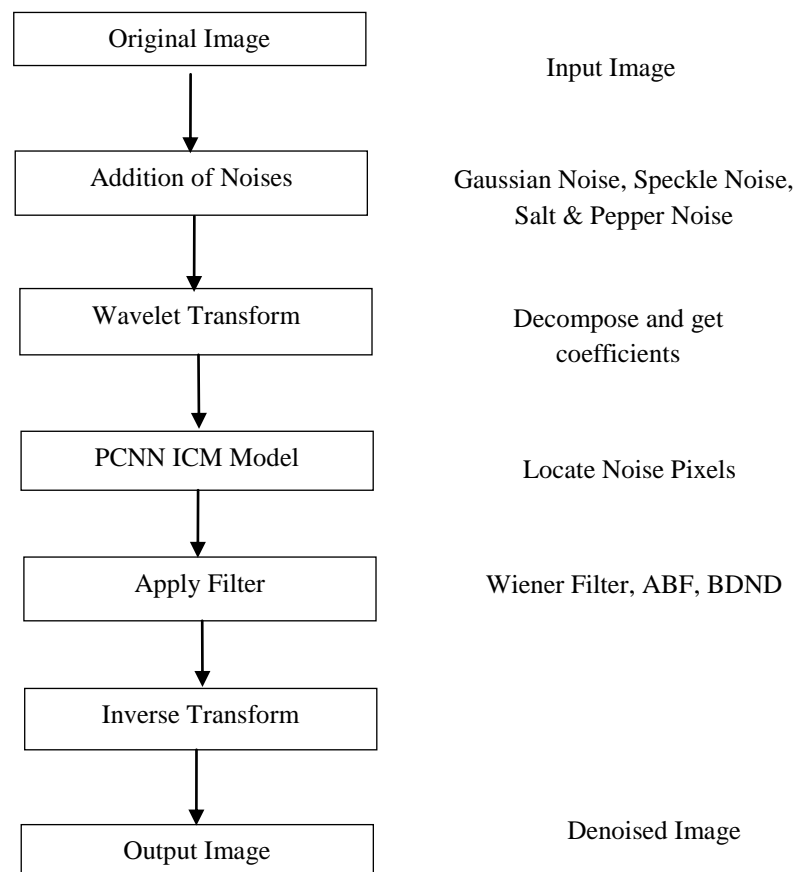 Original Image
Input Image
Addition of Noises
Gaussian Noise, Speckle Noise,
Salt & Pepper Noise
Wavelet Transform
Decompose and get
coefficients
PCNN ICM Model
Locate Noise Pixels
Apply Filter
Wiener Filter, ABF, BDND
Inverse Transform
Output Image
Denoised Image